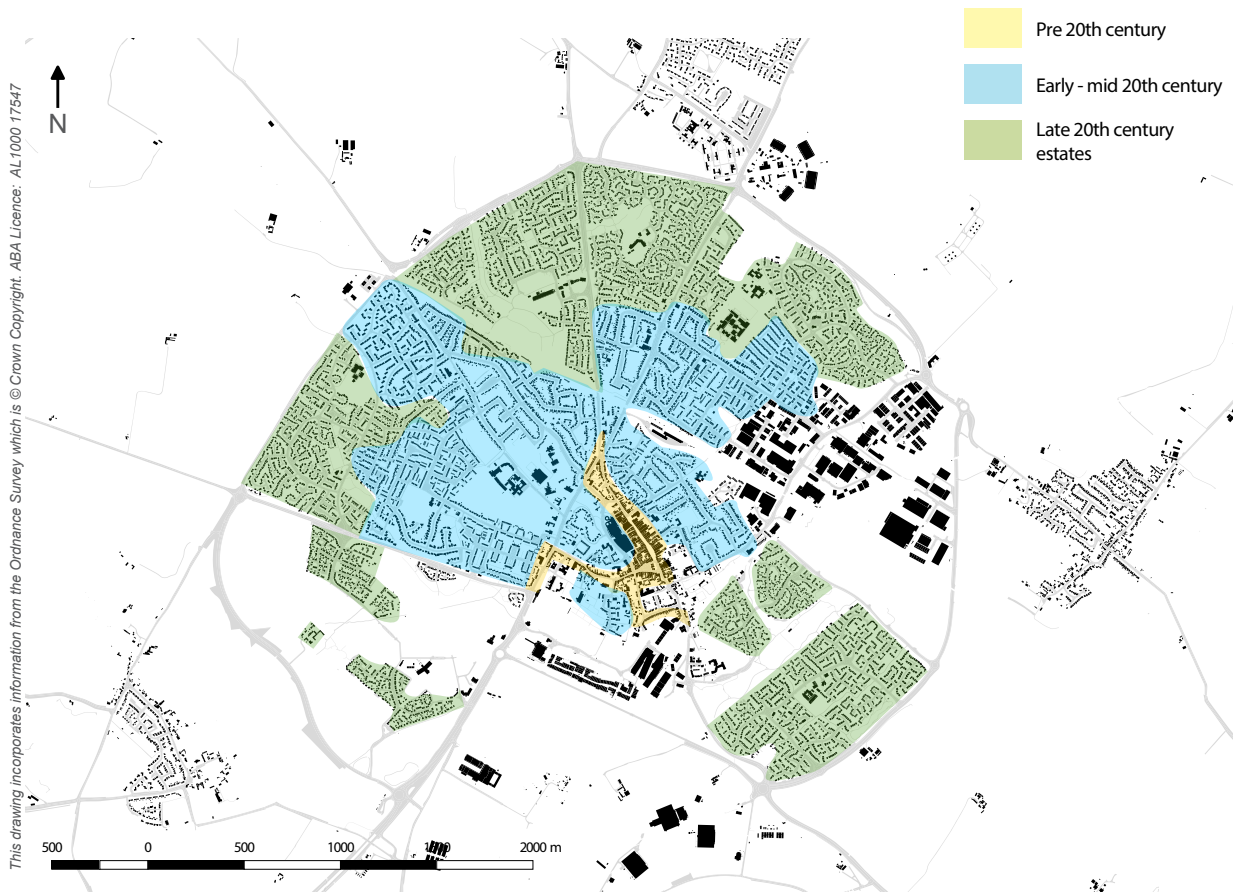 Pre 20th century
Early - mid 20th century
Late 20th century
estates
N
This drawing incorporates information from the Ordnance Survey which is © Crown Copyright. ABA Licence: AL1000 17547
500 0 500 1000 2000 m